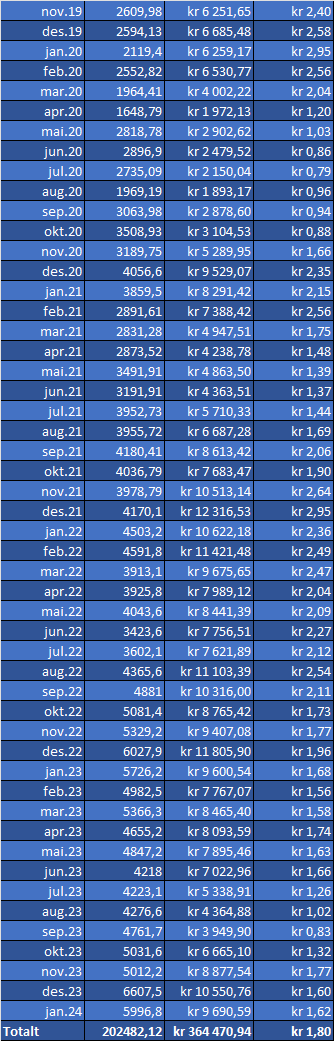 nov.19 2609,98 kr 6 251,65 kr 2,40
des.19 2594,13 kr 6 685,48 kr 2,58
jan.20 2119,4 kr 6 259,17 kr 2,95
feb.20 2552,82 kr 6 530,77 kr 2,56
mar.20 1964,41 kr 4 002,22 kr 2,04
apr.20 1648,79 kr 1 972,13 kr 1,20
mai.20 2818,78 kr 2 902,62 kr 1,03
jun.20 2896,9 kr 2 479,52 kr 0,86
jul.20 2735,09 kr 2 150,04 kr 0,79
aug.20 1969,19 kr 1 893,17 kr 0,96
sep.20 3063,98 kr 2 878,60 kr 0,94
okt.20 3508,93 kr 3 104,53 kr 0,88
nov.20 3189,75 kr 5 289,95 kr 1,66
des.20 4056,6 kr 9 529,07 kr 2,35
jan.21 3859,5 kr 8 291,42 kr 2,15
feb.21 2891,61 kr 7 388,42 kr 2,56
mar.21 2831,28 kr 4 947,51 kr 1,75
apr.21 2873,52 kr 4 238,78 kr 1,48
mai.21 3491,91 kr 4 863,50 kr 1,39
jun.21 3191,91 kr 4 363,51 kr 1,37
jul.21 3952,73 kr 5 710,33 kr 1,44
aug.21 3955,72 kr 6 687,28 kr 1,69
sep.21 4180,41 kr 8 613,42 kr 2,06
okt.21 4036,79 kr 7 683,47 kr 1,90
nov.21 3978,79 kr 10 513,14 kr 2,64
des.21 4170,1 kr 12 316,53 kr 2,95
jan.22 4503,2 kr 10 622,18 kr 2,36
feb.22 4591,8 kr 11 421,48 kr 2,49
mar.22 3913,1 kr 9 675,65 kr 2,47
apr.22 3925,8 kr 7 989,12 kr 2,04
mai.22 4043,6 kr 8 441,39 kr 2,09
jun.22 3423,6 kr 7 756,51 kr 2,27
jul.22 3602,1 kr 7 621,89 kr 2,12
aug.22 4365,6 kr 11 103,39 kr 2,54
sep.22 4881 kr 10 316,00 kr 2,11
okt.22 5081,4 kr 8 765,42 kr 1,73
nov.22 5329,2 kr 9 407,08 kr 1,77
des.22 6027,9 kr 11 805,90 kr 1,96
jan.23 5726,2 kr 9 600,54 kr 1,68
feb.23 4982,5 kr 7 767,07 kr 1,56
mar.23 5366,3 kr 8 465,40 kr 1,58
apr.23 4655,2 kr 8 093,59 kr 1,74
mai.23 4847,2 kr 7 895,46 kr 1,63
jun.23 4218 kr 7 022,96 kr 1,66
jul.23 4223,1 kr 5 338,91 kr 1,26
aug.23 4276,6 kr 4 364,88 kr 1,02
sep.23 4761,7 kr 3 949,90 kr 0,83
okt.23 5031,6 kr 6 665,10 kr 1,32
nov.23 5012,2 kr 8 877,54 kr 1,77
des.23 6607,5 kr 10 550,76 kr 1,60
jan.24 5996,8 kr 9 690,59 kr 1,62
Totalt 202482,12 kr 364 470,94 kr 1,80